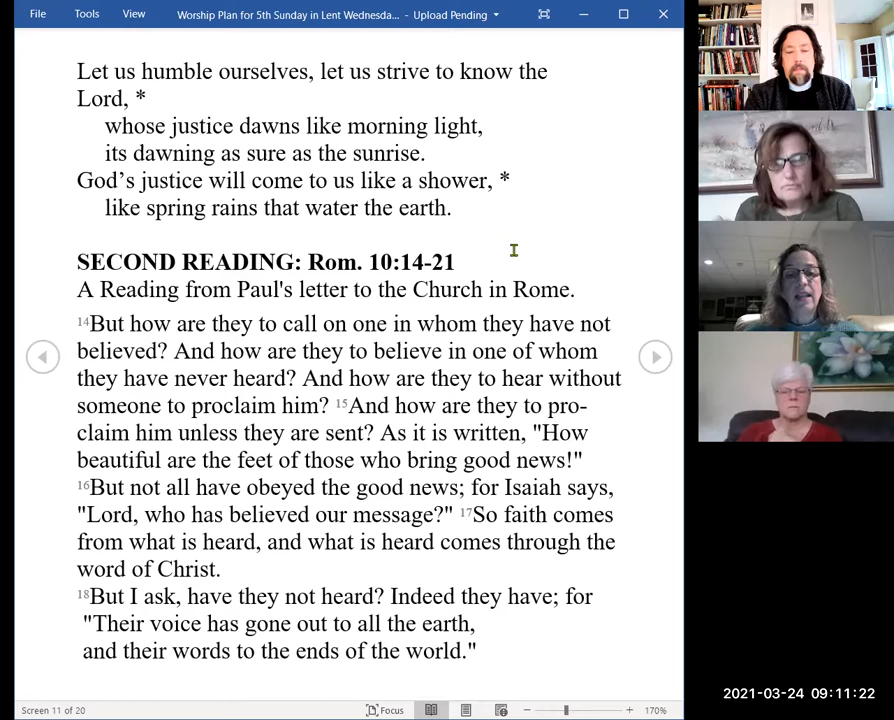 File Tools View Worship Plan for 5th Sunday in Lent Wednesda... - Upload Pending
Let us humble ourselves, let us strive to know the
Lord, *
whose justice dawns like morning light,
its dawning as sure as the sunrise.
God's justice will come to us like a shower, *
like spring rains that water the earth.
SECOND READING: Rom. 10:14-21
A Reading from Paul's letter to the Church in Rome.
14But how are they to call on one in whom they have not
believed? And how are they to believe in one of whom
they have never heard? And how are they to hear without
someone to proclaim him? 15And how are they to pro-
claim him unless they are sent? As it is written, "How
beautiful are the feet of those who bring good news!"
16But not all have obeyed the good news; for Isaiah says,
"Lord, who has believed our message?" 17So faith comes
from what is heard, and what is heard comes through the
word of Christ.
18But I ask, have they not heard? Indeed they have; for
"Their voice has gone out to all the earth,
and their words to the ends of the world."
Screen 11 of 20 Focus 170%
2021-03-24 09:11:22